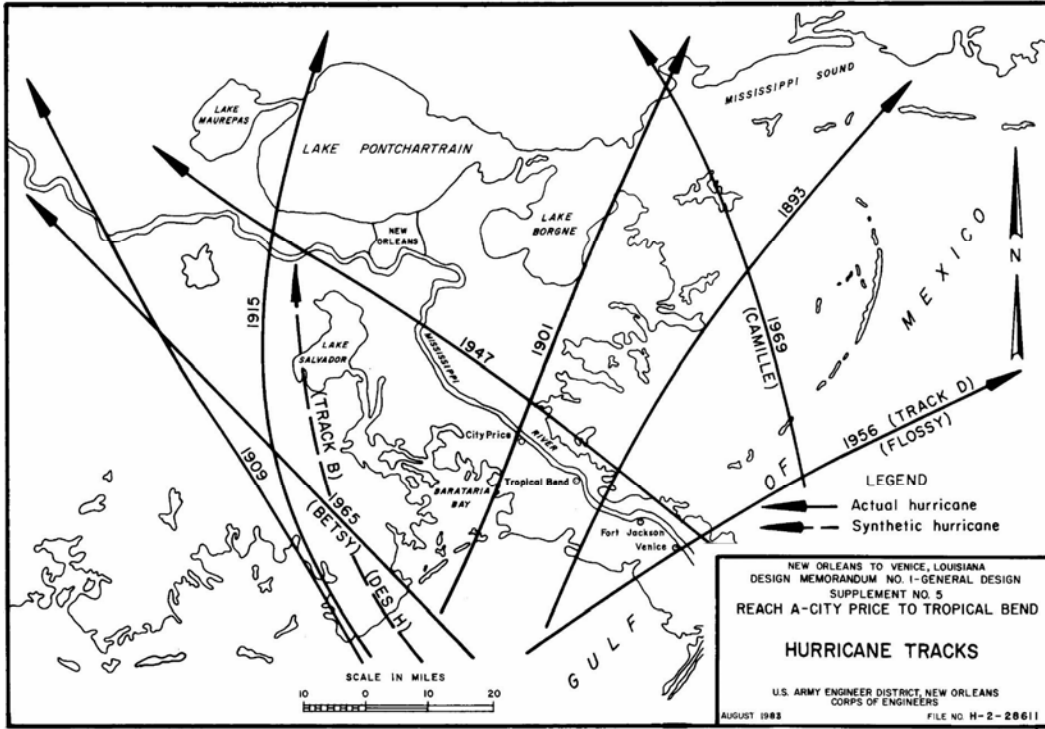 LAKE
MAUREPAS
LAKE PONTCHARTRAIN
MISSISSIPPI SOUND
NEW
ORLEANS
LAKE
BORGNE
1893
MEXICO
N
1915
LAKE
SALVADOR
MISSISSIPPI
1947
1901
1969
(CAMILLE)
(TRACK B)
City Price
RIVER
1956 (TRACK D)
(FLOSSY)
OF
1909
Tropical Bend
BARATARIA
BAY
LEGEND
Actual hurricane
Synthetic hurricane
1965
(BETSY)
(DES H)
Fort Jackson
Venice
GULF
SCALE IN MILES
10 0 10 20
NEW ORLEANS TO VENICE, LOUISIANA
DESIGN MEMORANDUM NO. 1-GENERAL DESIGN
SUPPLEMENT NO. 5
REACH A-CITY PRICE TO TROPICAL BEND
HURRICANE TRACKS
U.S. ARMY ENGINEER DISTRICT, NEW ORLEANS
CORPS OF ENGINEERS
AUGUST 1983 FILE NO. H-2-28611